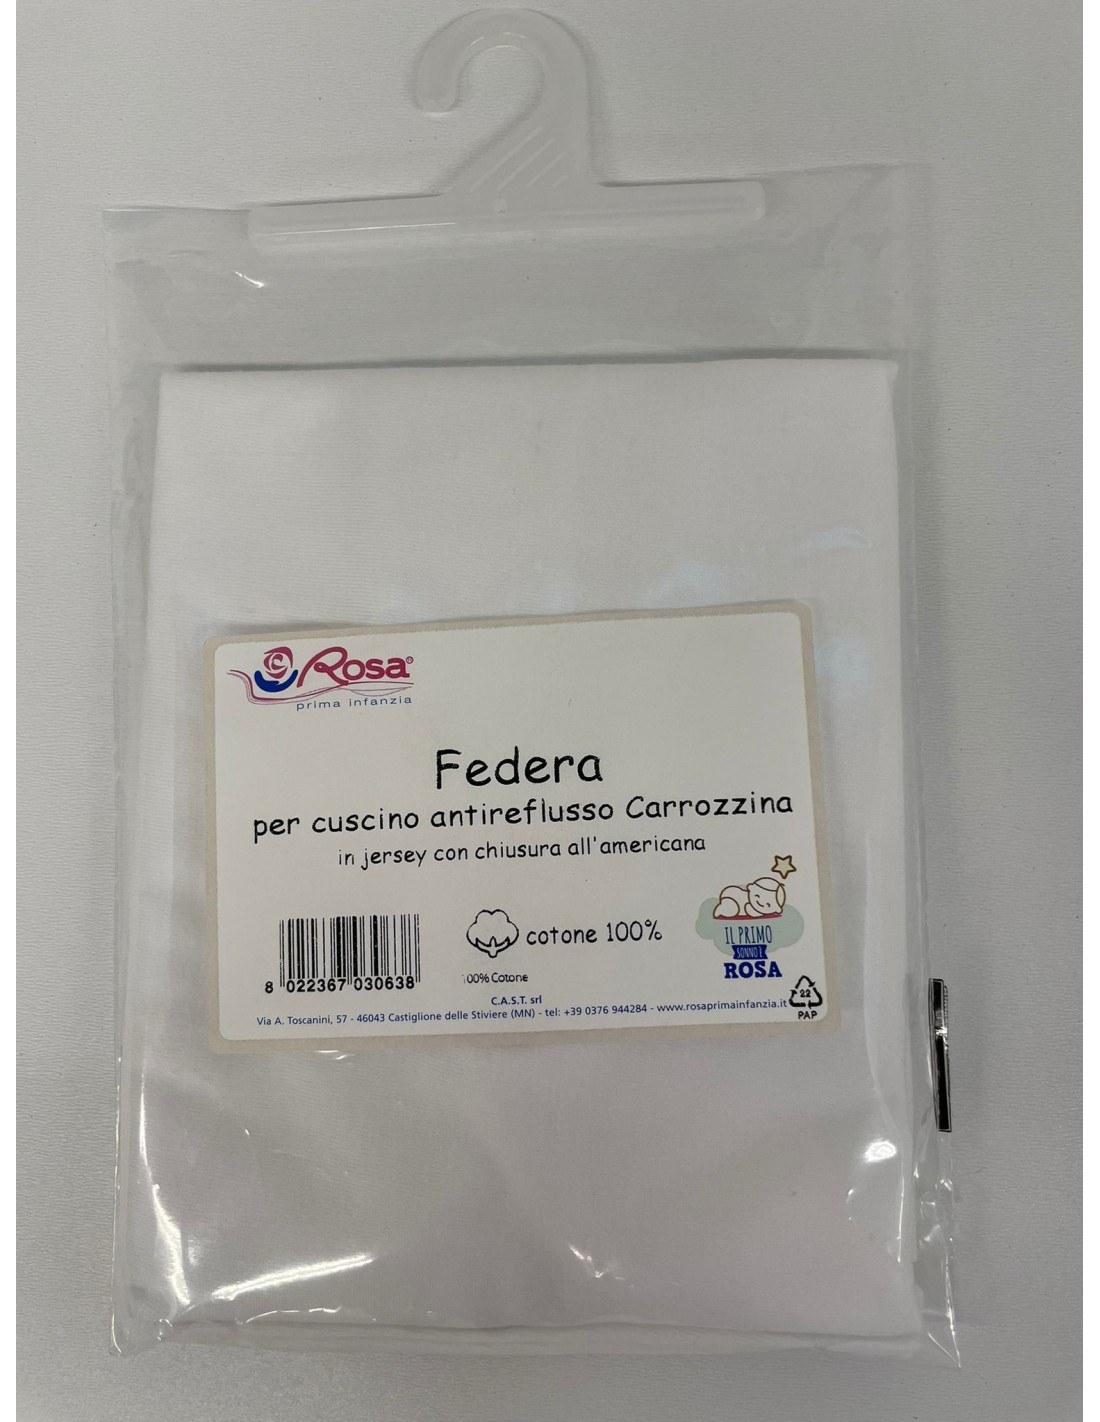 Rosa®
prima infanzia
Federa
per cuscino antireflusso Carrozzina
in jersey con chiusura all'americana
cotone 100%
100% Cotone
IL PRIMO
SONNO È
ROSA
8 022367 030638
C.A.S.T. srl
Via A. Toscanini, 57 - 46043 Castiglione delle Stiviere (MN) - tel: +39 0376 944284 - www.rosaprimainfanzia.it
22
PAP